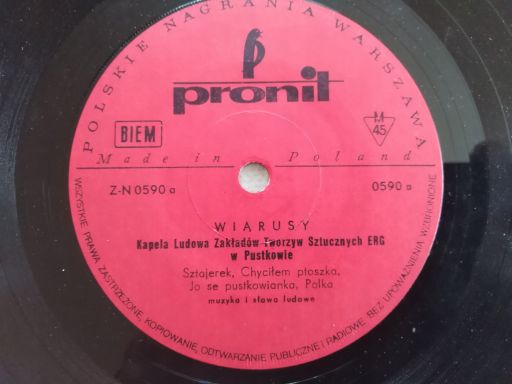 POLSKIE NAGRANIA WARSZAWA
pronit
BIEM
M
45
Made in Poland
Z-N 0590 a
0590 a
WIARUSY
Kapela Ludowa Zakładów Tworzyw Sztucznych ERG
w Pustkowie
Sztajerek, Chyciłem ptoszka,
Jo se pustkowianka, Polka
muzyka i słowa ludowe
WSZYSTKIE PRAWA ZASTRZEŻONE, KOPIOWANIE, ODTWARZANIE PUBLICZNE I RADIOWE BEZ UPOWAŻNIENIA WZBRONIONE